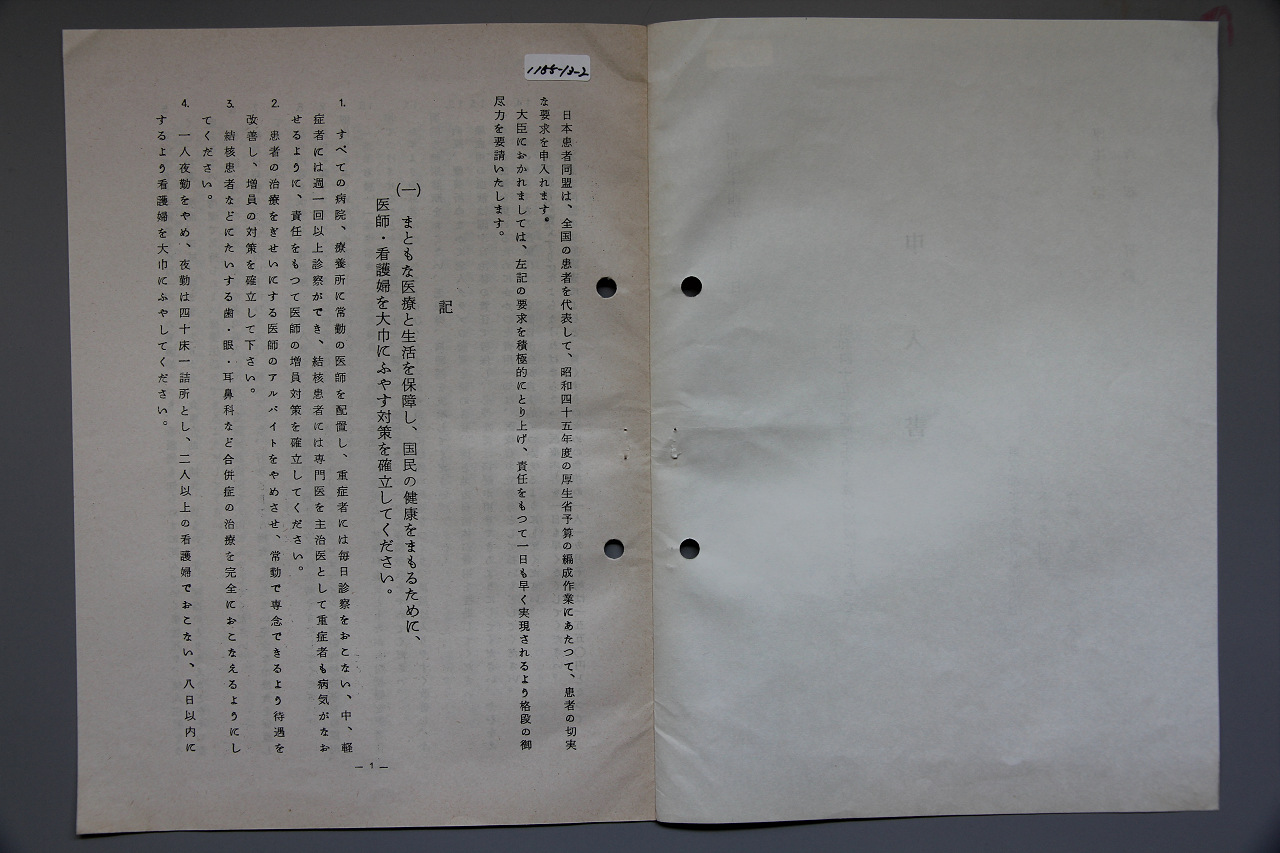 1188-13-2
日本患者同盟は、全国の患者を代表して、昭和四十五年度の厚生省予算の編成作業にあたつて、患者の切実
な要求を申入れます。
大臣におかれましては、左記の要求を積極的にとり上げ、責任をもつて一日も早く実現されるよう格段の御
尽力を要請いたします。
記
(一) まともな医療と生活を保障し、国民の健康をまもるために、
医師・看護婦を大巾にふやす対策を確立してください。
1. すべての病院、療養所に常勤の医師を配置し、重症者には毎日診察をおこない、中、軽
症者には週一回以上診察ができ、結核患者には専門医を主治医として重症者も病気がなお
せるように、責任をもつて医師の増員対策を確立してください。
2. 患者の治療をぎせいにする医師のアルバイトをやめさせ、常勤で専念できるよう待遇を
改善し、増員の対策を確立して下さい。
3. 結核患者などにたいする歯・眼・耳鼻科など合併症の治療を完全におこなえるようにし
てください。
4. 一人夜勤をやめ、夜勤は四十床一詰所とし、二人以上の看護婦でおこない、八日以内に
するよう看護婦を大巾にふやしてください。
— 1 —
申入書